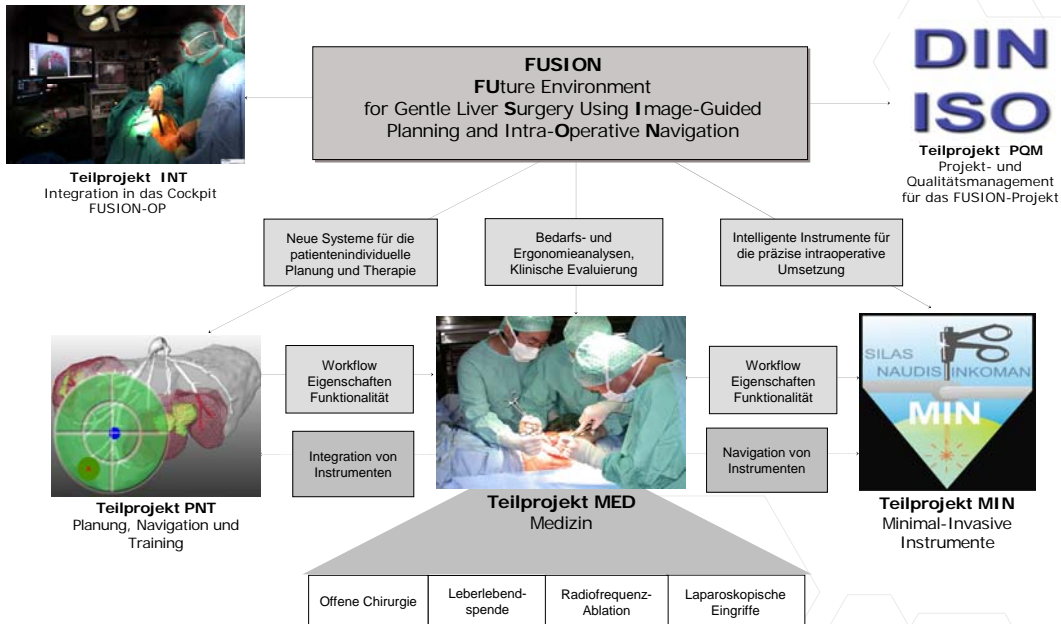 FUSION
FUture Environment
for Gentle Liver Surgery Using Image-Guided
Planning and Intra-Operative Navigation
DIN
ISO
Teilprojekt INT
Integration in das Cockpit
FUSION-OP
Teilprojekt PQM
Projekt- und
Qualitätsmanagement
für das FUSION-Projekt
Neue Systeme für die
patientenindividuelle
Planung und Therapie
Bedarfs- und
Ergonomieanalysen,
Klinische Evaluierung
Intelligente Instrumente für
die präzise intraoperative
Umsetzung
Workflow
Eigenschaften
Funktionalität
Integration von
Instrumenten
Workflow
Eigenschaften
Funktionalität
Navigation von
Instrumenten
SILAS
NAUDIS INKOMAN
MIN
Teilprojekt PNT
Planung, Navigation und
Training
Teilprojekt MED
Medizin
Teilprojekt MIN
Minimal-Invasive
Instrumente
Offene Chirurgie
Leberlebend-
spende
Radiofrequenz-
Ablation
Laparoskopische
Eingriffe